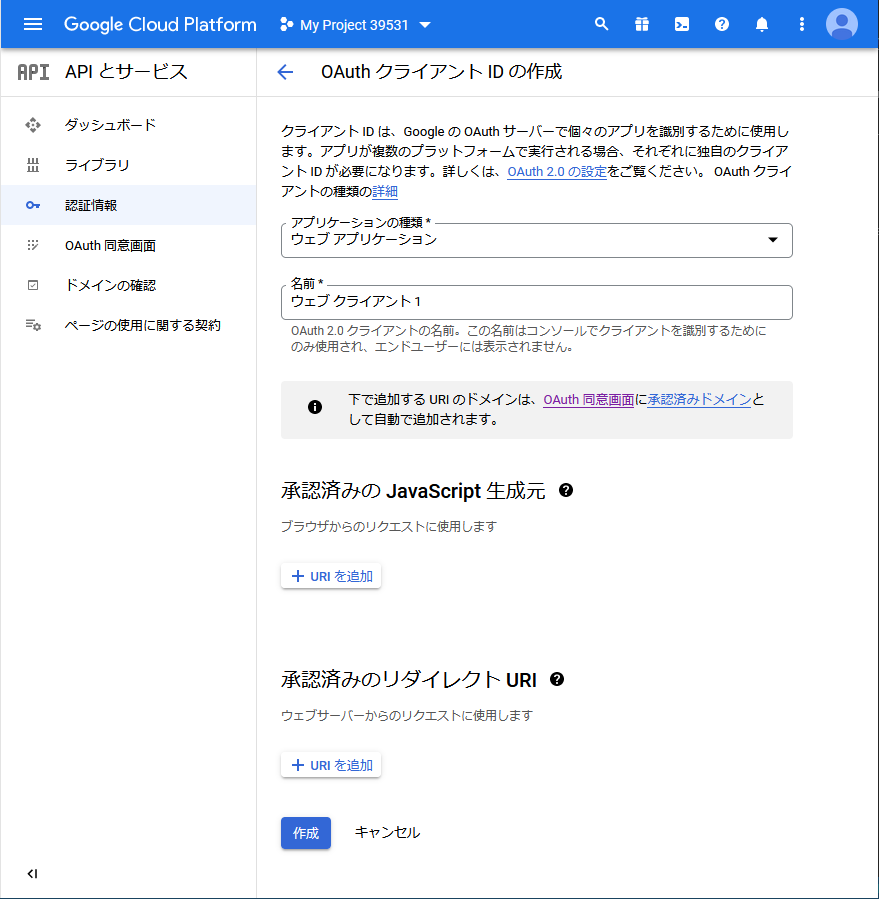 Google Cloud Platform
My Project 39531
API
API とサービス
OAuth クライアント ID の作成
ダッシュボード
ライブラリ
認証情報
OAuth 同意画面
ドメインの確認
ページの使用に関する契約
クライアント ID は、Google の OAuth サーバーで個々のアプリを識別するために使用し
ます。アプリが複数のプラットフォームで実行される場合、それぞれに独自のクライア
ント ID が必要になります。詳しくは、OAuth 2.0 の設定をご覧ください。 OAuth クライ
アントの種類の詳細
アプリケーションの種類 *
ウェブ アプリケーション
名前 *
ウェブ クライアント 1
OAuth 2.0 クライアントの名前。この名前はコンソールでクライアントを識別するために
のみ使用され、エンドユーザーには表示されません。
下で追加する URI のドメインは、OAuth 同意画面に承認済みドメインと
して自動で追加されます。
承認済みの JavaScript 生成元
ブラウザからのリクエストに使用します
+ URI を追加
承認済みのリダイレクト URI
ウェブサーバーからのリクエストに使用します
+ URI を追加
作成
キャンセル